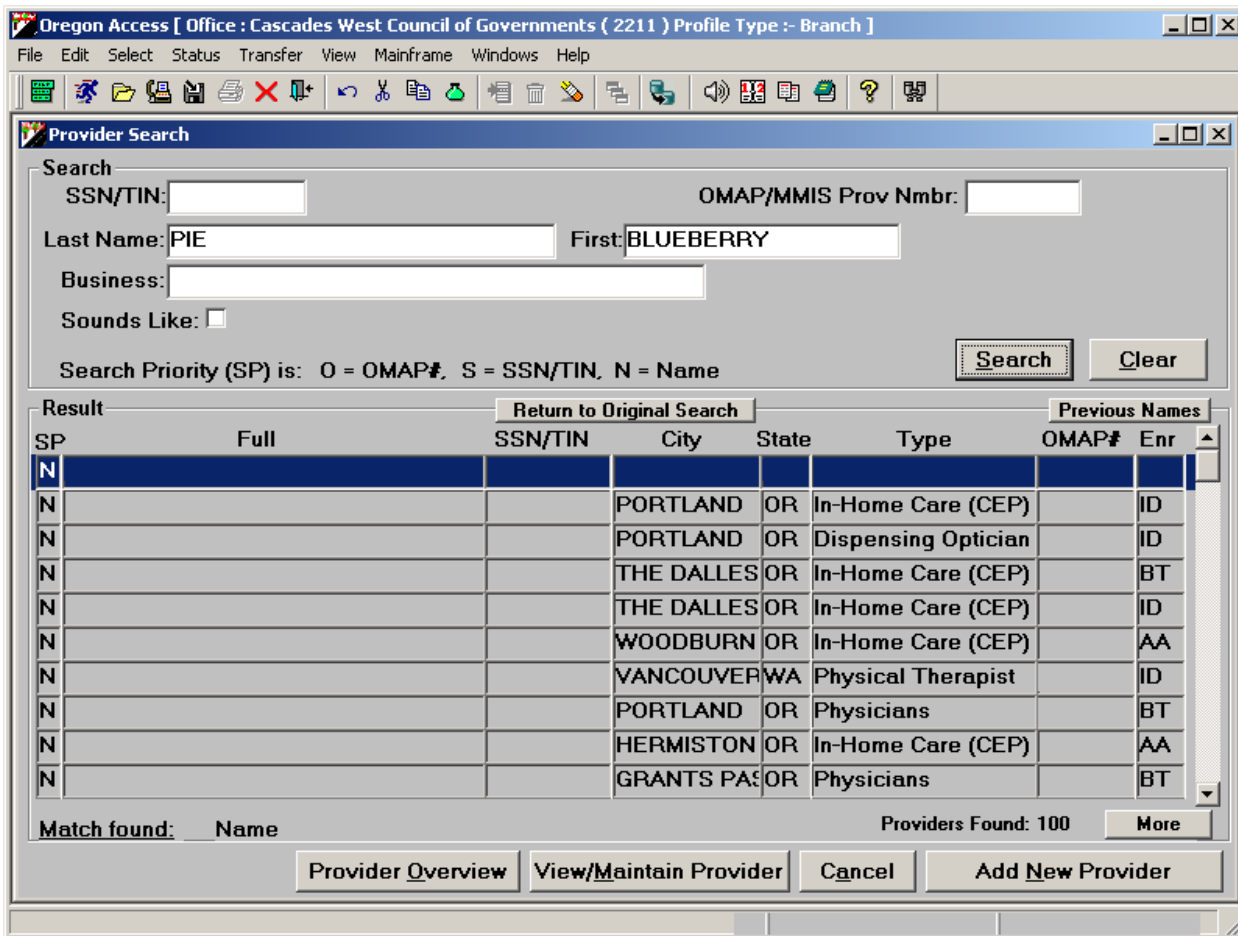 Oregon Access [ Office : Cascades West Council of Governments ( 2211 ) Profile Type :- Branch ]
File Edit Select Status Transfer View Mainframe Windows Help
Provider Search
Search
SSN/TIN: OMAP/MMIS Prov Nmbr:
Last Name: PIE First: BLUEBERRY
Business:
Sounds Like:
Search Priority (SP) is: O = OMAP#, S = SSN/TIN, N = Name Search Clear
Result Return to Original Search Previous Names
SP Full SSN/TIN City State Type OMAP# Enr
N
N PORTLAND OR In-Home Care (CEP) ID
N PORTLAND OR Dispensing Optician ID
N THE DALLES OR In-Home Care (CEP) BT
N THE DALLES OR In-Home Care (CEP) ID
N WOODBURN OR In-Home Care (CEP) AA
N VANCOUVER WA Physical Therapist ID
N PORTLAND OR Physicians BT
N HERMISTON OR In-Home Care (CEP) AA
N GRANTS PAS OR Physicians BT
Match found: __ Name Providers Found: 100 More
Provider Overview View/Maintain Provider Cancel Add New Provider